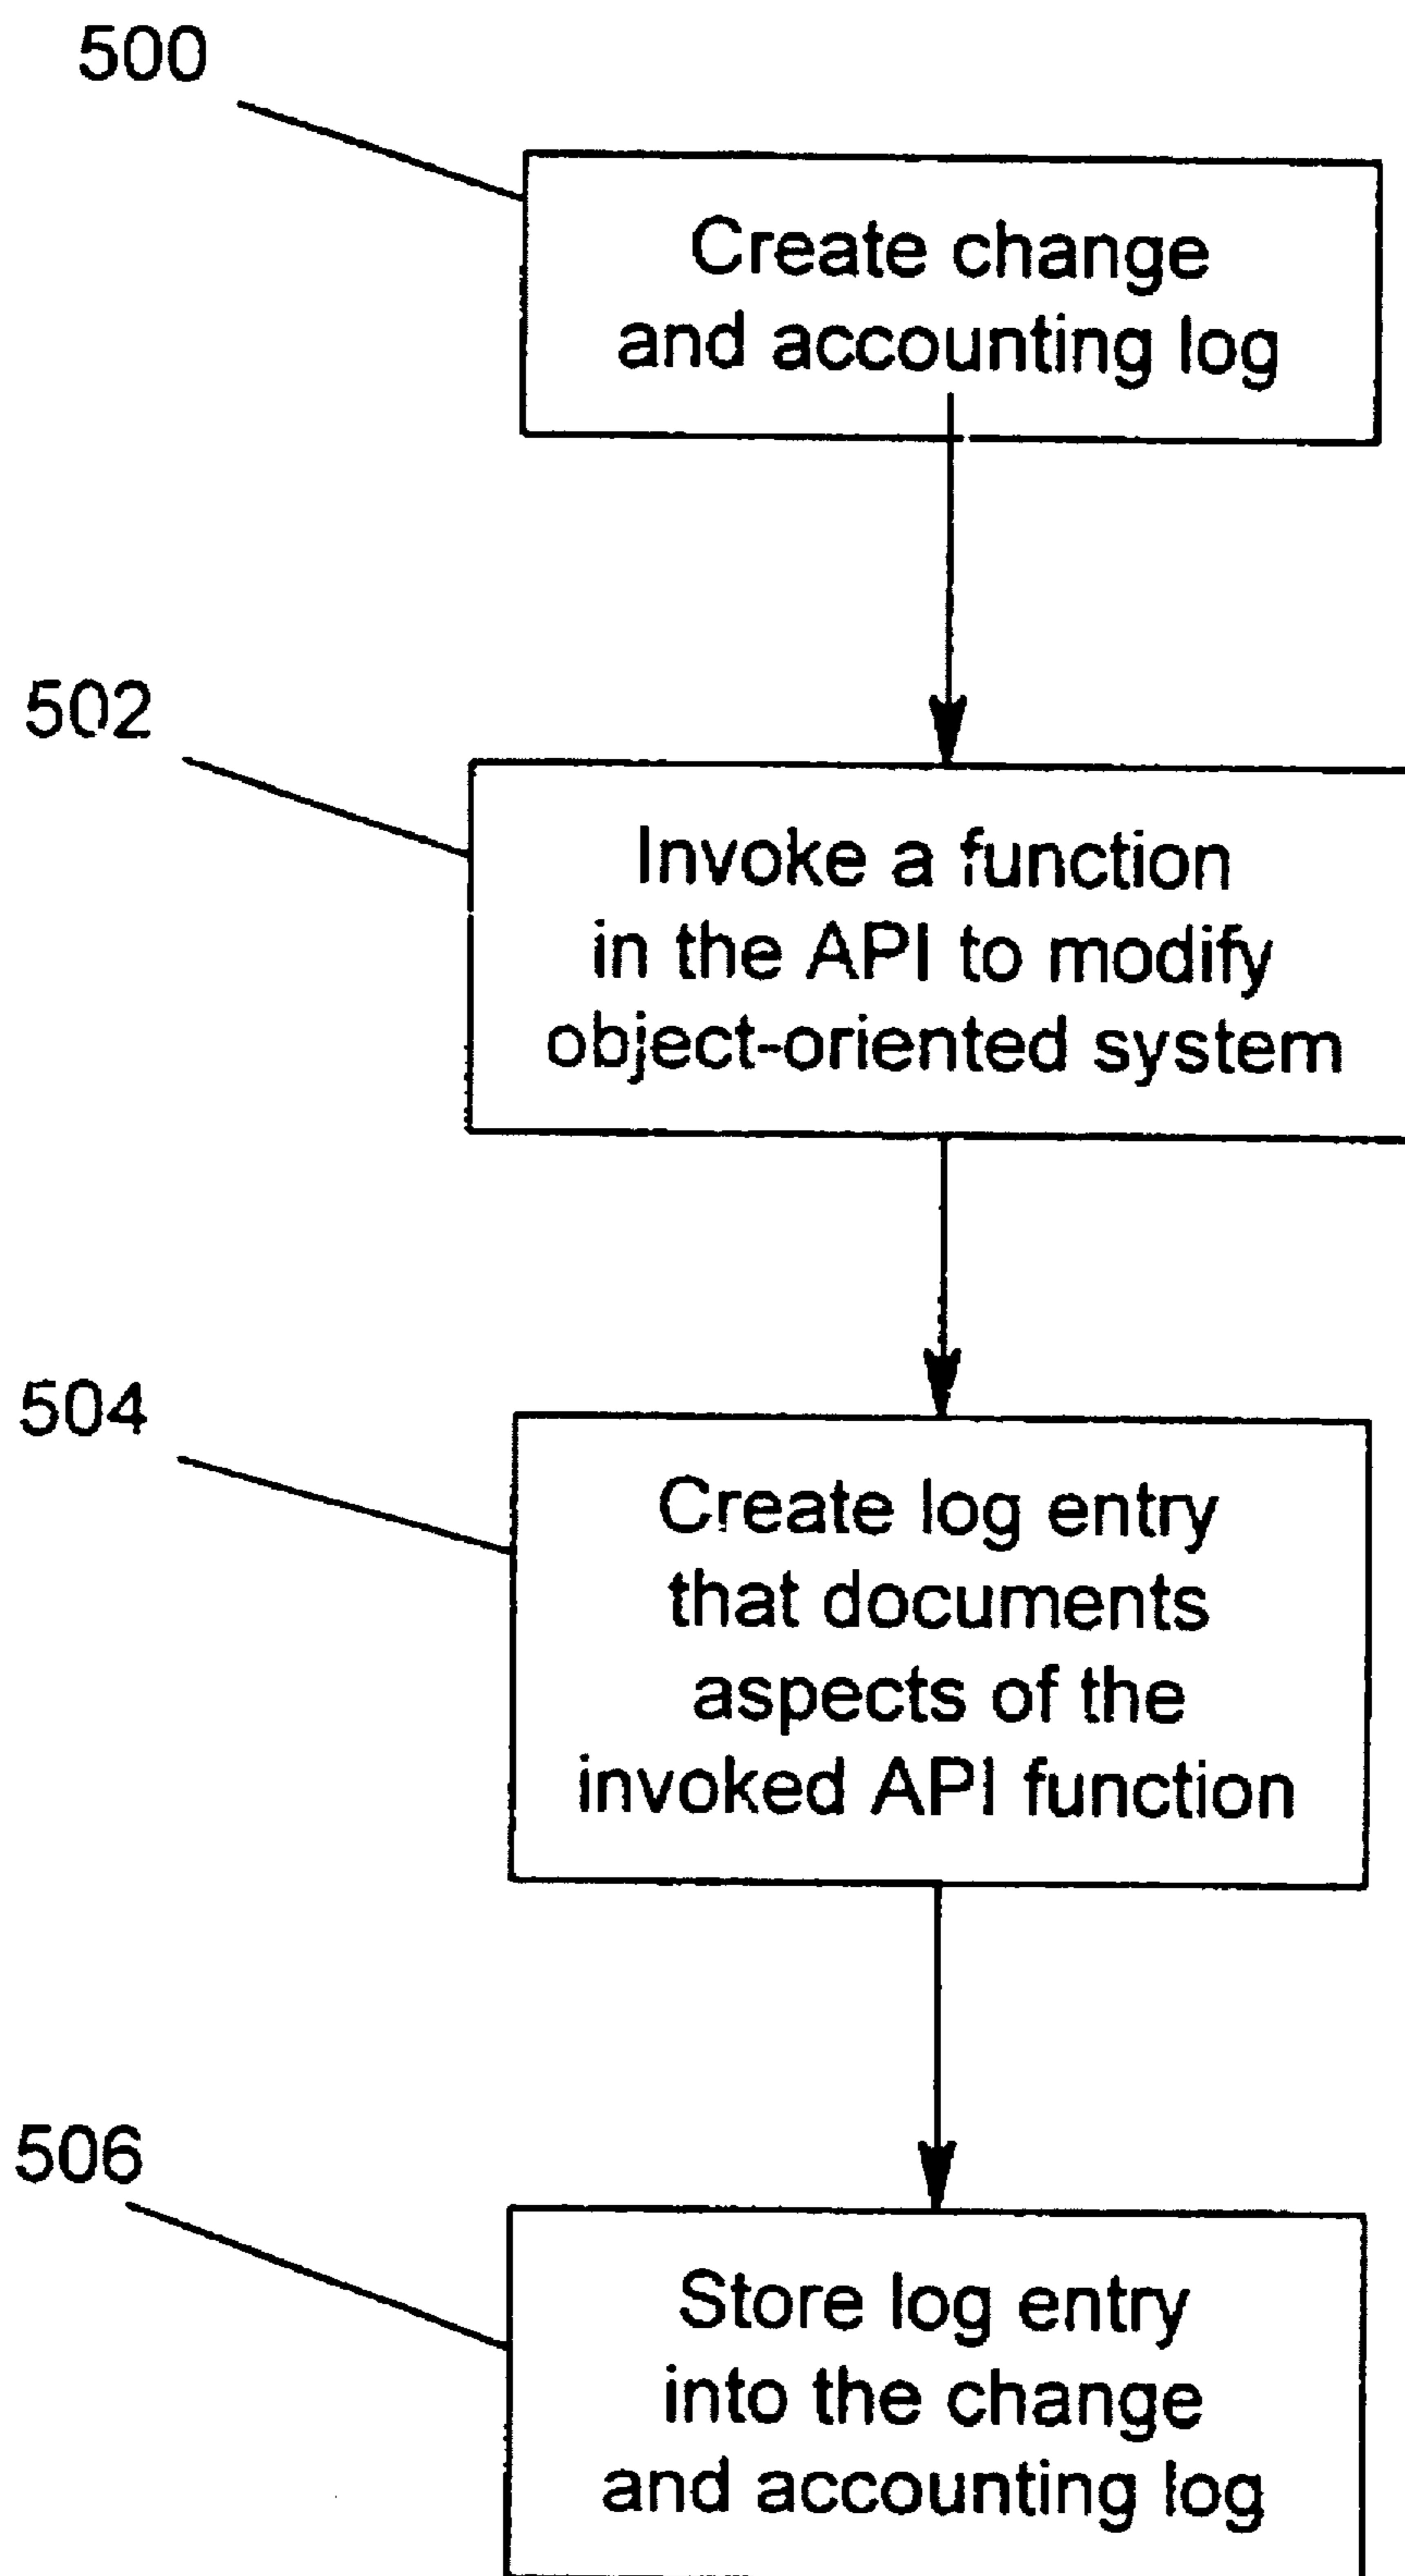 500
Create change
and accounting log
502
Invoke a function
in the API to modify
object-oriented system
504
Create log entry
that documents
aspects of the
invoked API function
506
Store log entry
into the change
and accounting log